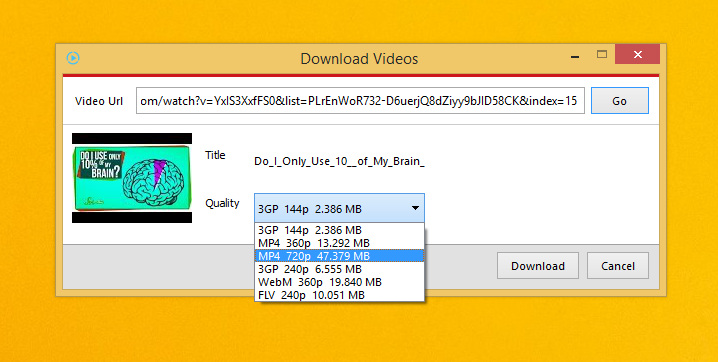 Download Videos
Video Url
om/watch?v=YxIS3XxfFS0&list=PLrEnWoR732-D6uerjQ8dZiyy9bJID58CK&index=15
Go
DO I USE ONLY
10% OF MY
BRAIN?
Title
Do_I_Only_Use_10__of_My_Brain_
Quality
3GP 144p 2.386 MB
3GP 144p 2.386 MB
MP4 360p 13.292 MB
MP4 720p 47.379 MB
3GP 240p 6.555 MB
WebM 360p 19.840 MB
FLV 240p 10.051 MB
Download
Cancel